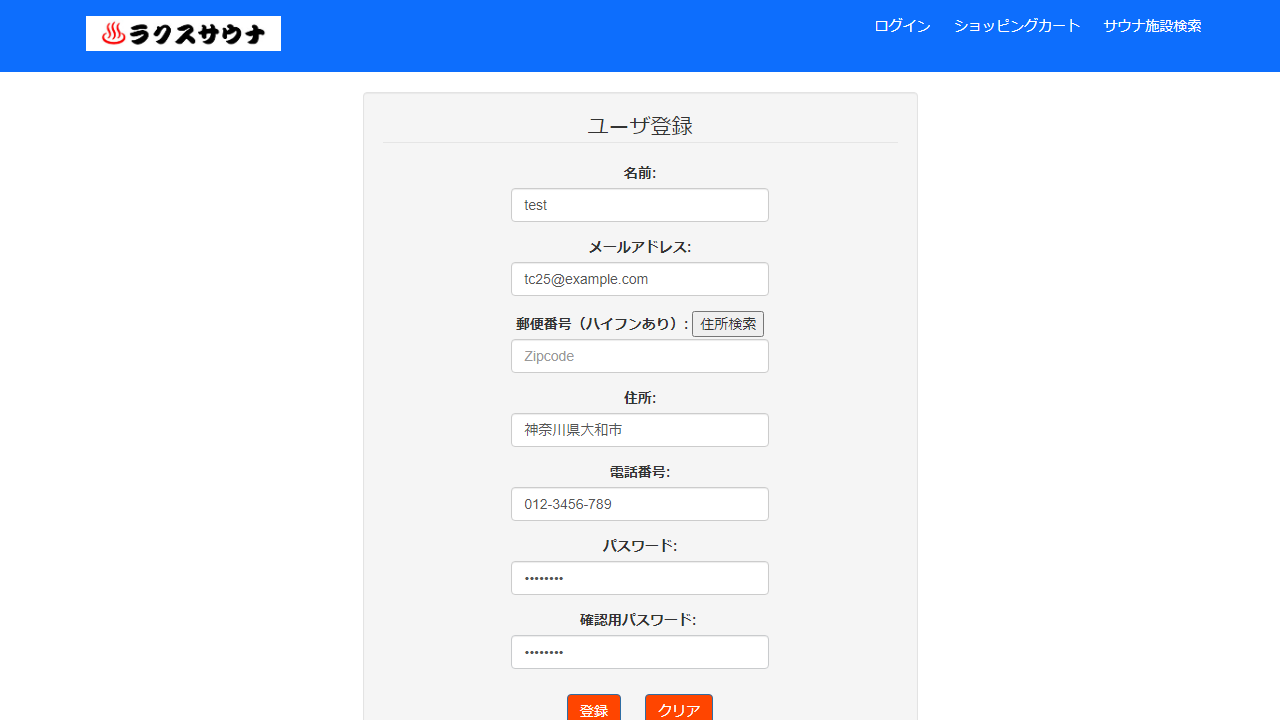 ラクスサウナ
ログイン ショッピングカート サウナ施設検索
ユーザ登録
名前:
test
メールアドレス:
tc25@example.com
郵便番号（ハイフンあり）: 住所検索
Zipcode
住所:
神奈川県大和市
電話番号:
012-3456-789
パスワード:
••••••••
確認用パスワード:
••••••••
登録 クリア